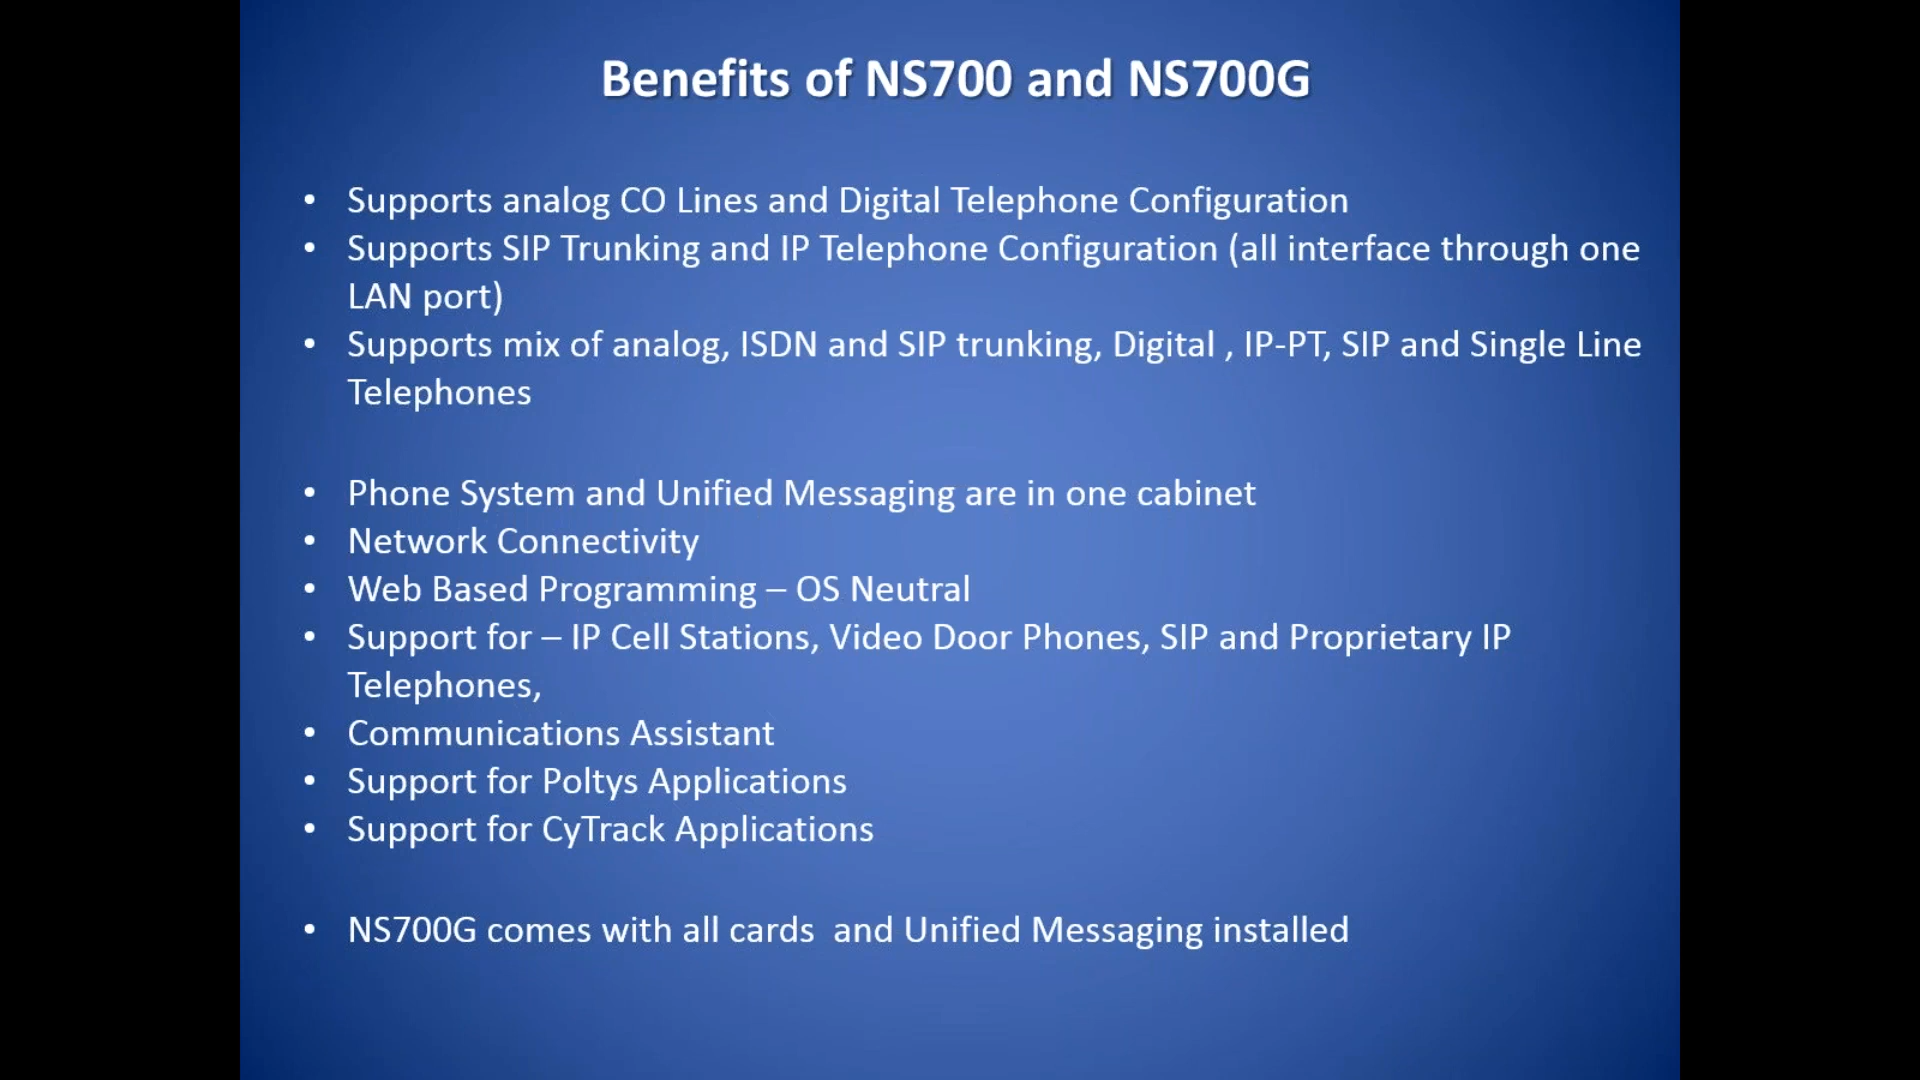 Benefits of NS700 and NS700G
• Supports analog CO Lines and Digital Telephone Configuration
• Supports SIP Trunking and IP Telephone Configuration (all interface through one
LAN port)
• Supports mix of analog, ISDN and SIP trunking, Digital , IP-PT, SIP and Single Line
Telephones
• Phone System and Unified Messaging are in one cabinet
• Network Connectivity
• Web Based Programming – OS Neutral
• Support for – IP Cell Stations, Video Door Phones, SIP and Proprietary IP
Telephones,
• Communications Assistant
• Support for Poltys Applications
• Support for CyTrack Applications
• NS700G comes with all cards  and Unified Messaging installed